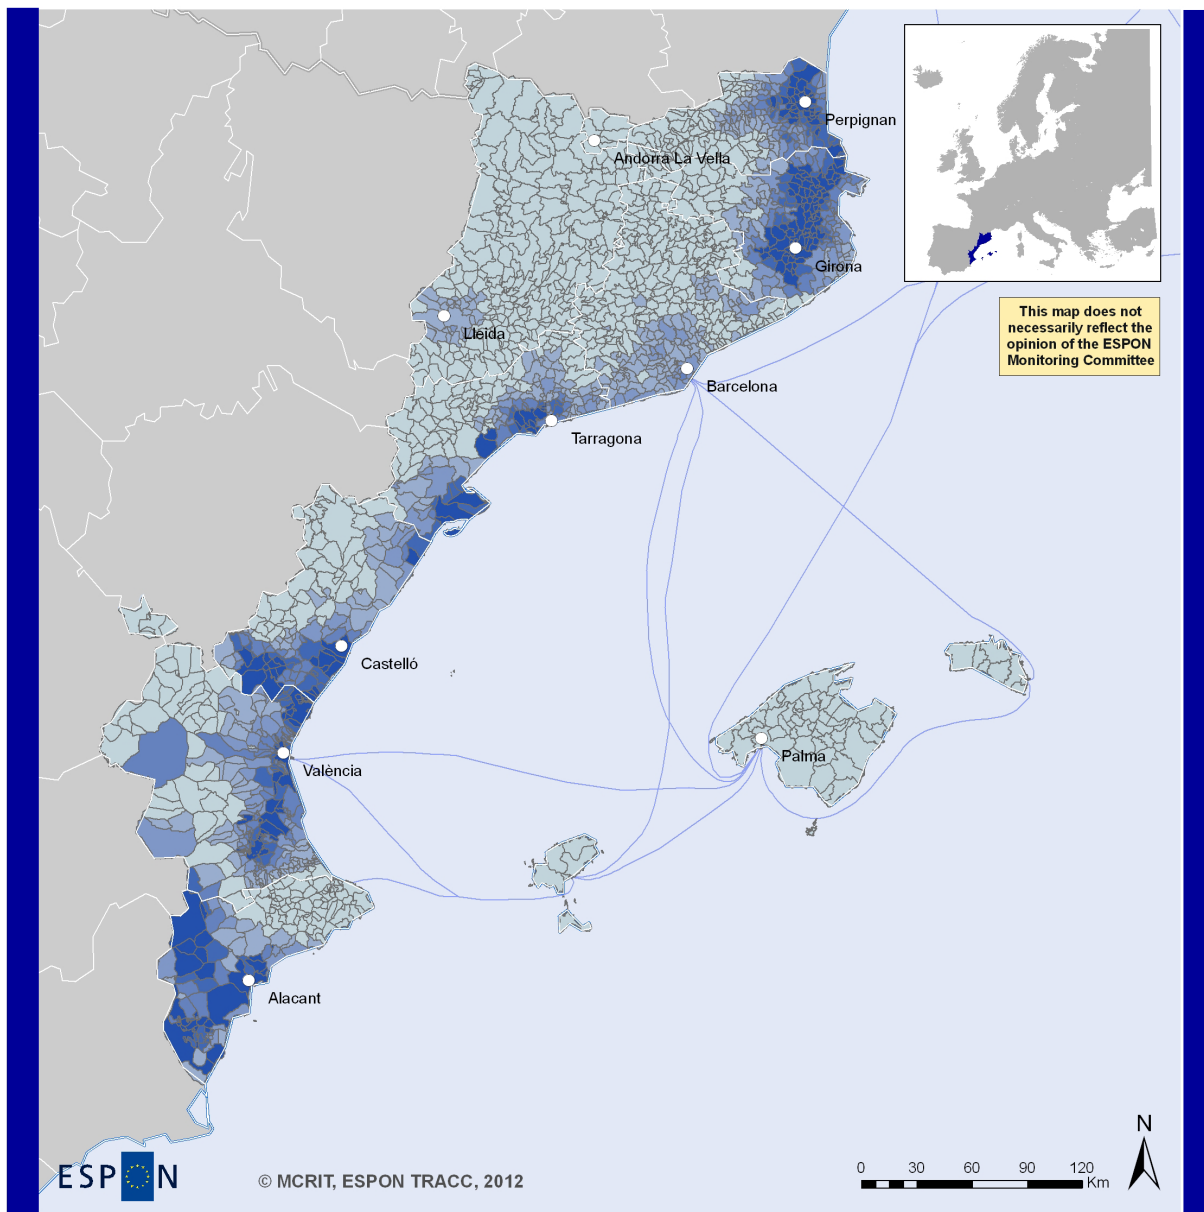 Perpignan
Andorra La Vella
Girona
Lleida
This map does not
necessarily reflect the
opinion of the ESPON
Monitoring Committee
Barcelona
Tarragona
Castelló
Palma
València
Alacant
N
ESPON
© MCRIT, ESPON TRACC, 2012
0 30 60 90 120
Km